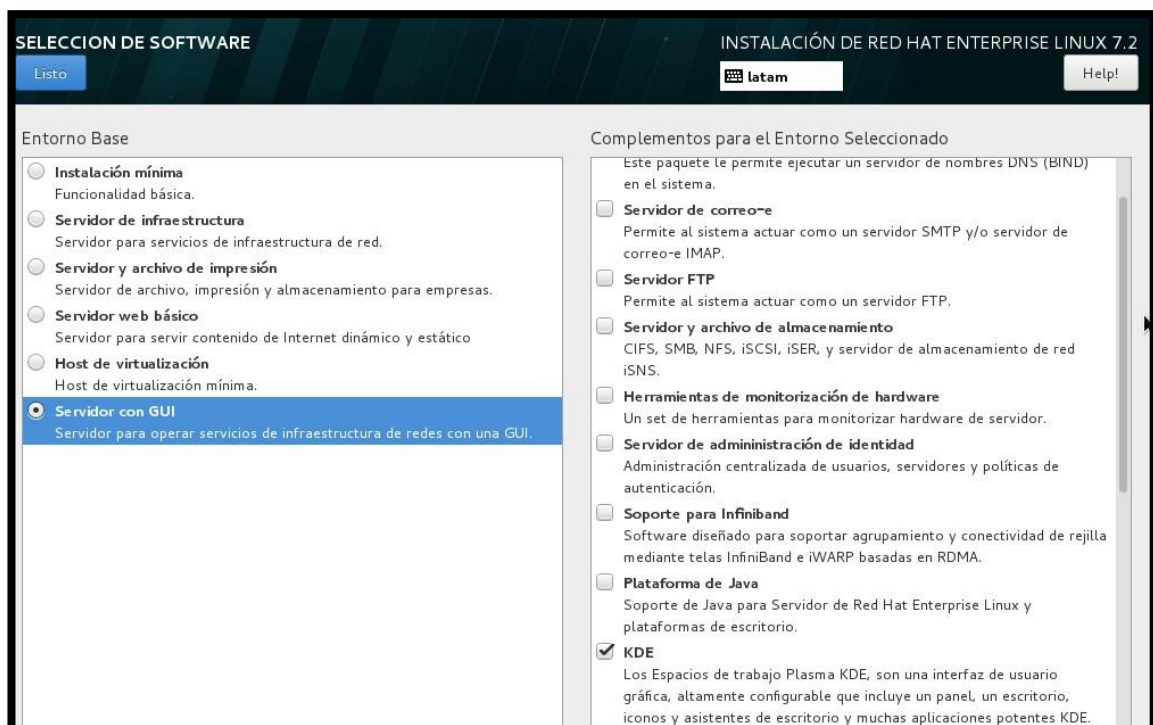 SELECCION DE SOFTWARE
Listo
INSTALACIÓN DE RED HAT ENTERPRISE LINUX 7.2
latam
Help!
Entorno Base
Instalación mínima
Funcionalidad básica.
Servidor de infraestructura
Servidor para servicios de infraestructura de red.
Servidor y archivo de impresión
Servidor de archivo, impresión y almacenamiento para empresas.
Servidor web básico
Servidor para servir contenido de Internet dinámico y estático
Host de virtualización
Host de virtualización mínima.
Servidor con GUI
Servidor para operar servicios de infraestructura de redes con una GUI.
Complementos para el Entorno Seleccionado
Este paquete le permite ejecutar un servidor de nombres DNS (BIND)
en el sistema.
Servidor de correo-e
Permite al sistema actuar como un servidor SMTP y/o servidor de
correo-e IMAP.
Servidor FTP
Permite al sistema actuar como un servidor FTP.
Servidor y archivo de almacenamiento
CIFS, SMB, NFS, iSCSI, iSER, y servidor de almacenamiento de red
iSNS.
Herramientas de monitorización de hardware
Un set de herramientas para monitorizar hardware de servidor.
Servidor de admininistración de identidad
Administración centralizada de usuarios, servidores y políticas de
autenticación.
Soporte para Infiniband
Software diseñado para soportar agrupamiento y conectividad de rejilla
mediante telas InfiniBand e iWARP basadas en RDMA.
Plataforma de Java
Soporte de Java para Servidor de Red Hat Enterprise Linux y
plataformas de escritorio.
KDE
Los Espacios de trabajo Plasma KDE, son una interfaz de usuario
gráfica, altamente configurable que incluye un panel, un escritorio,
iconos y asistentes de escritorio y muchas aplicaciones potentes KDE.